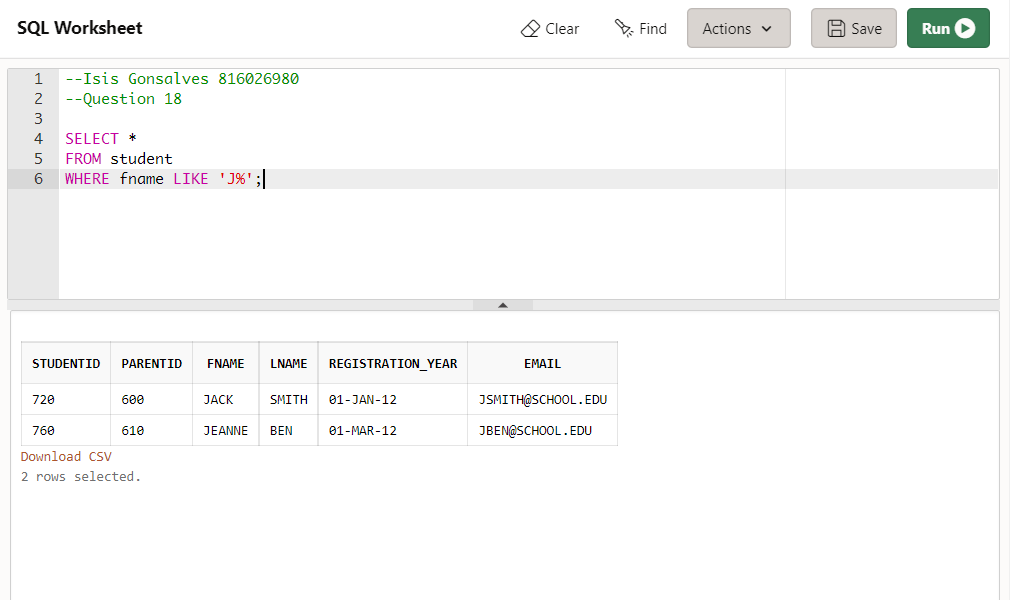 SQL Worksheet Clear Find Actions Save Run
1 --Isis Gonsalves 816026980
2 --Question 18
3
4 SELECT *
5 FROM student
6 WHERE fname LIKE 'J%';
STUDENTID PARENTID FNAME LNAME REGISTRATION_YEAR EMAIL
720 600 JACK SMITH 01-JAN-12 JSMITH@SCHOOL.EDU
760 610 JEANNE BEN 01-MAR-12 JBEN@SCHOOL.EDU
Download CSV
2 rows selected.